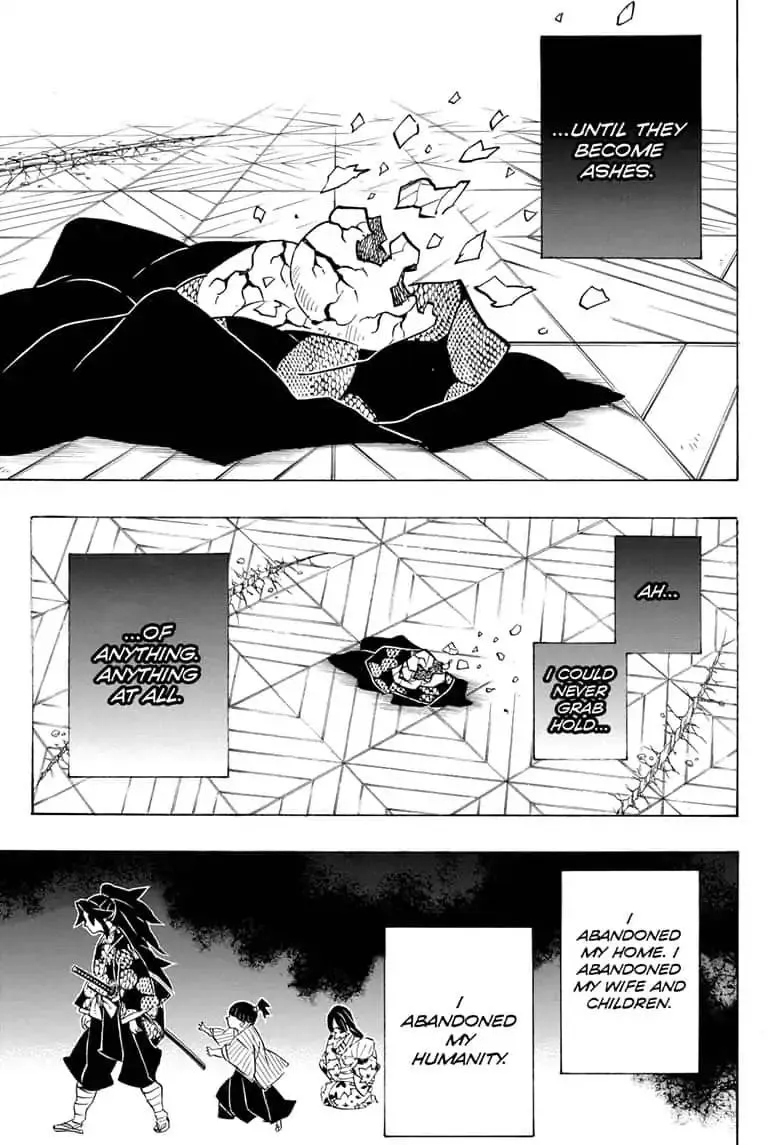 ...UNTIL THEY
BECOME
ASHES.
AH...
I COULD
NEVER
GRAB
HOLD...
...OF
ANYTHING.
ANYTHING
AT ALL.
I
ABANDONED
MY HOME. I
ABANDONED
MY WIFE AND
CHILDREN.
I
ABANDONED
MY
HUMANITY.